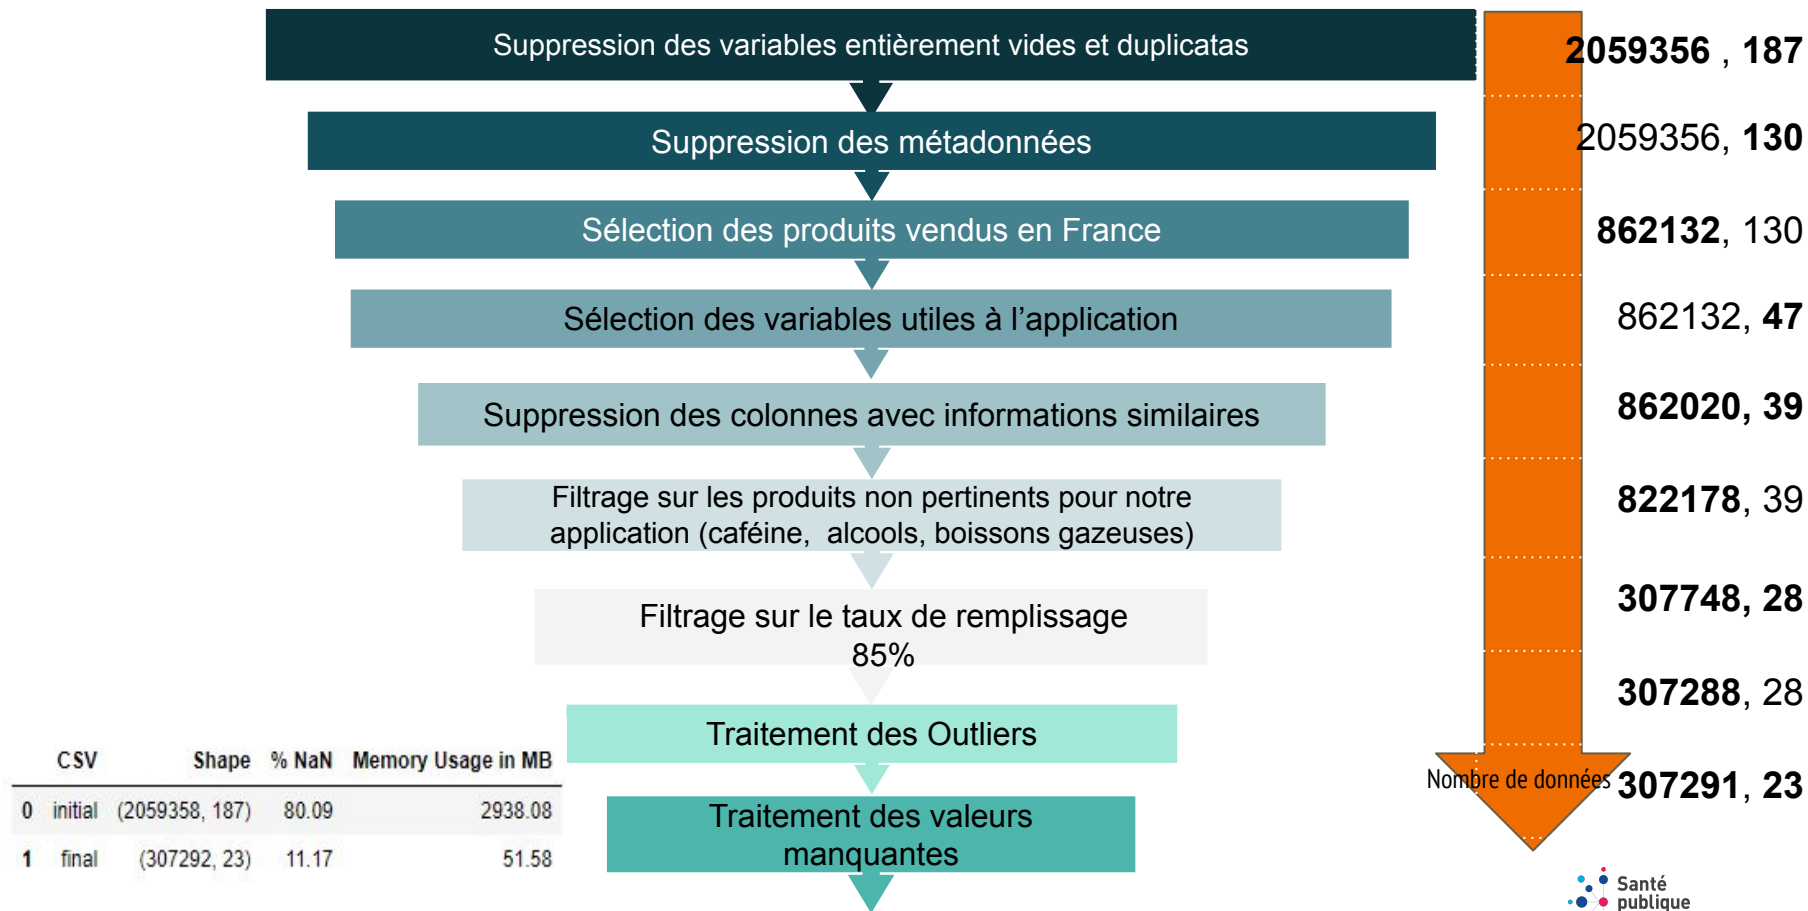 Suppression des variables entièrement vides et duplicatas
2059356 , 187
Suppression des métadonnées
2059356, 130
Sélection des produits vendus en France
862132, 130
Sélection des variables utiles à l’application
862132, 47
Suppression des colonnes avec informations similaires
862020, 39
Filtrage sur les produits non pertinents pour notre
application (caféine, alcools, boissons gazeuses)
822178, 39
Filtrage sur le taux de remplissage
85%
307748, 28
Traitement des Outliers
307288, 28
Traitement des valeurs
manquantes
307291, 23
Nombre de données
CSV Shape % NaN Memory Usage in MB
0 initial (2059358, 187) 80.09 2938.08
1 final (307292, 23) 11.17 51.58
Santé
publique